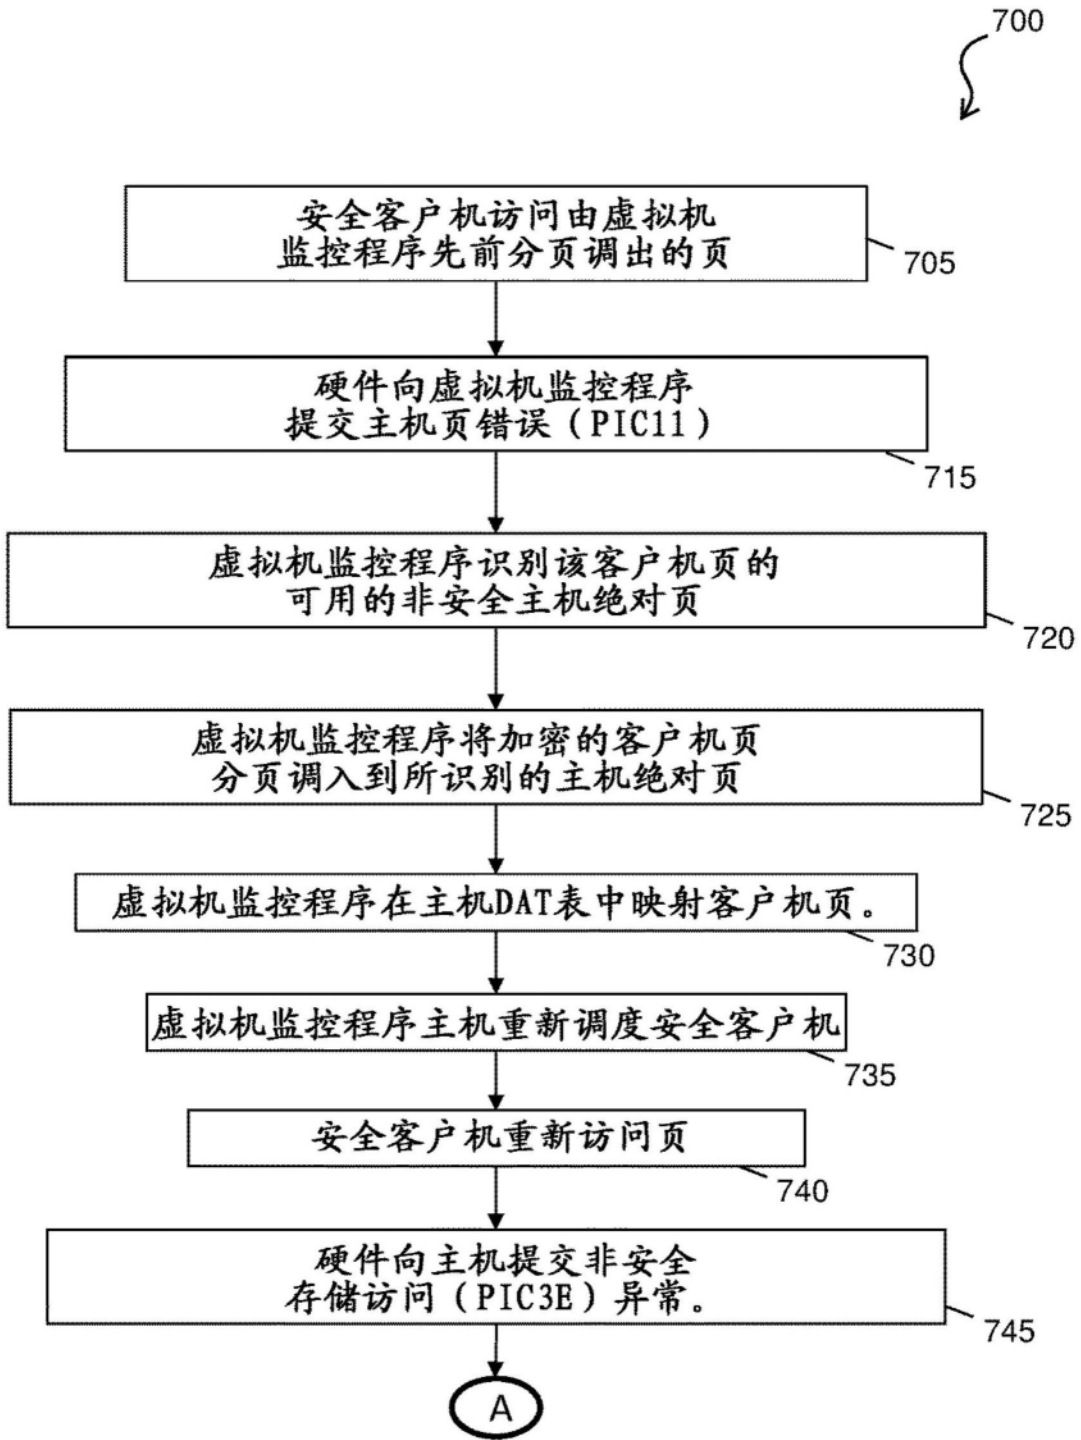 700
安全客户机访问由虚拟机
监控程序先前分页调出的页
705
硬件向虚拟机监控程序
提交主机页错误（PIC11）
715
虚拟机监控程序识别该客户机页的
可用的非安全主机绝对页
720
虚拟机监控程序将加密的客户机页
分页调入到所识别的主机绝对页
725
虚拟机监控程序在主机DAT表中映射客户机页。
730
虚拟机监控程序主机重新调度安全客户机
735
安全客户机重新访问页
740
硬件向主机提交非安全
存储访问（PIC3E）异常。
745
A